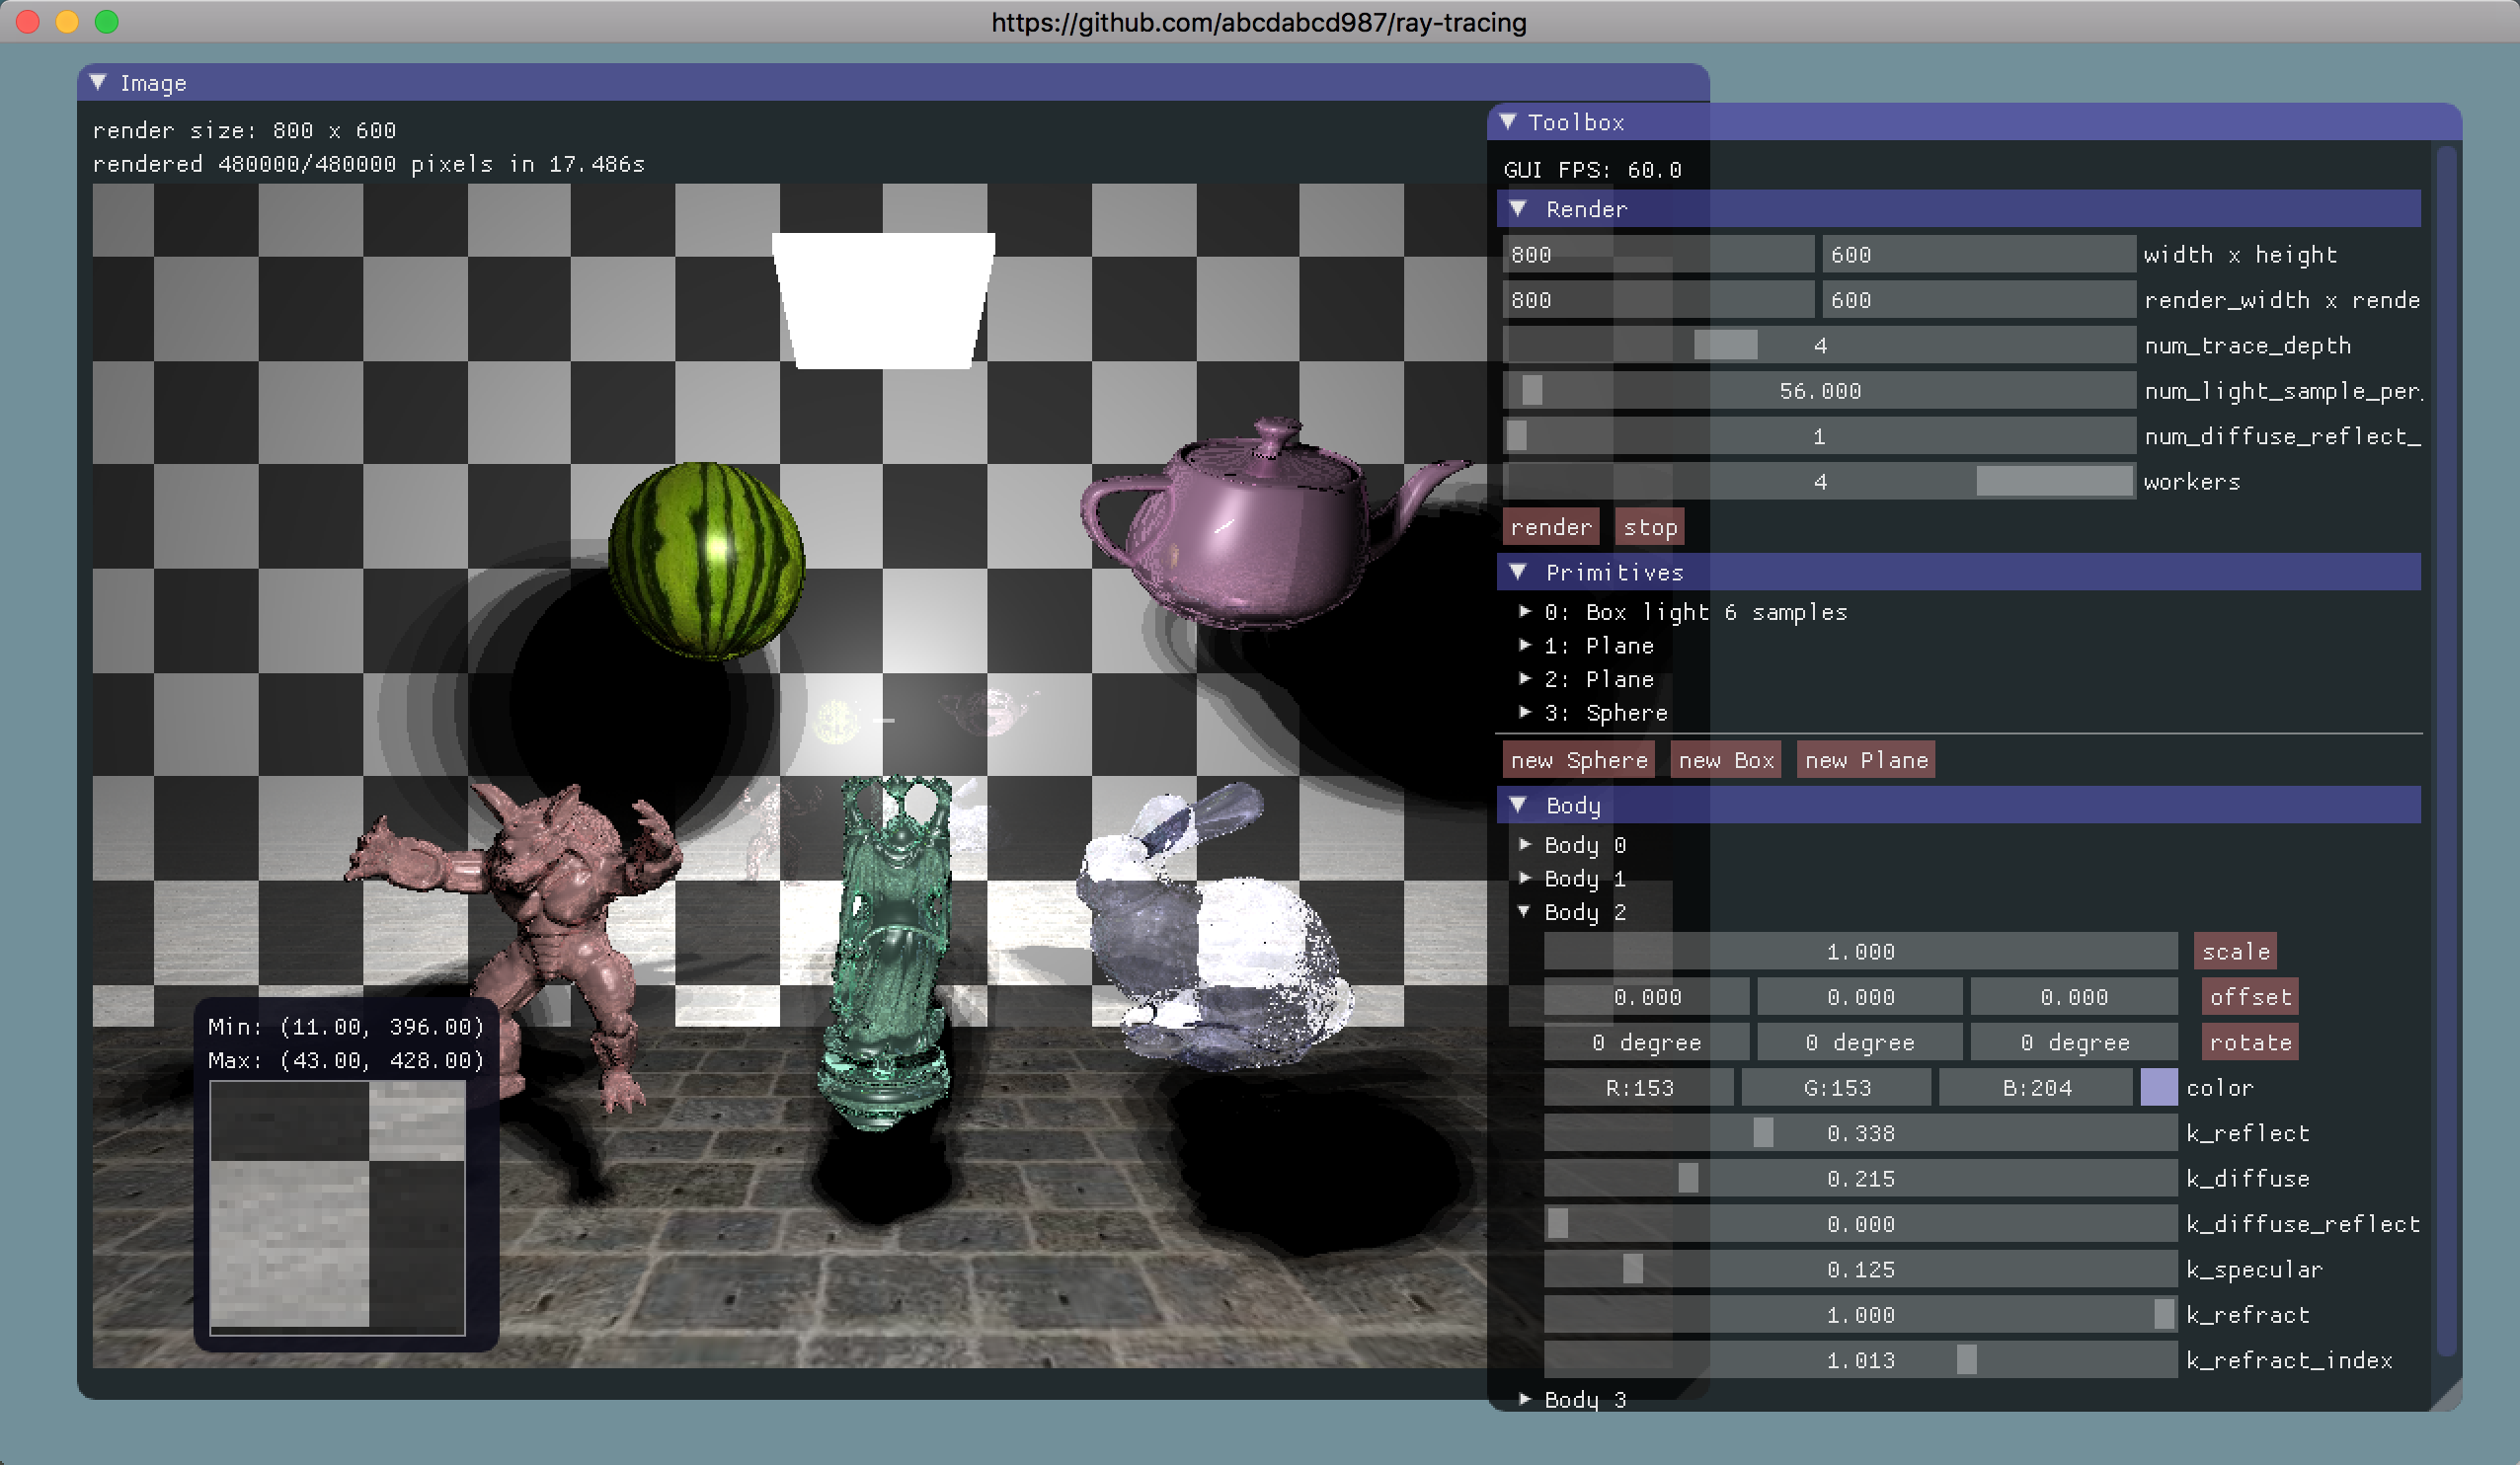 https://github.com/abcdabcd987/ray-tracing
Image
render size: 800 x 600
rendered 480000/480000 pixels in 17.486s
Min: (11.00, 396.00)
Max: (43.00, 428.00)
Toolbox
GUI FPS: 60.0
Render
800 600 width x height
800 600 render_width x rende
4 num_trace_depth
56.000 num_light_sample_per_
1 num_diffuse_reflect_
4 workers
render stop
Primitives
0: Box light 6 samples
1: Plane
2: Plane
3: Sphere
new Sphere new Box new Plane
Body
Body 0
Body 1
Body 2
1.000 scale
0.000 0.000 0.000 offset
0 degree 0 degree 0 degree rotate
R:153 G:153 B:204 color
0.338 k_reflect
0.215 k_diffuse
0.000 k_diffuse_reflect
0.125 k_specular
1.000 k_refract
1.013 k_refract_index
Body 3